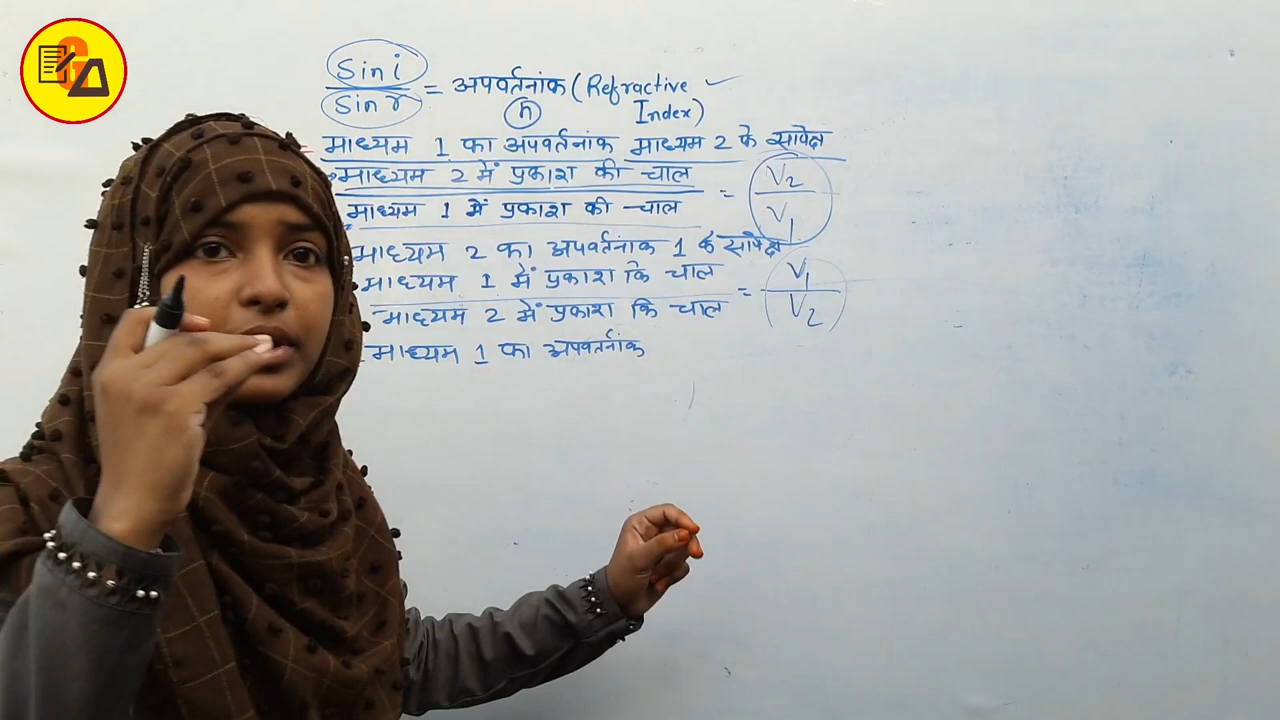 Sin i
Sin r = अपवर्तनांक (Refractive Index)
n
माध्यम 1 का अपवर्तनांक माध्यम 2 के सापेक्ष
माध्यम 2 में प्रकाश की चाल
माध्यम 1 में प्रकाश की चाल
= V2
V1
माध्यम 2 का अपवर्तनांक 1 के सापेक्ष
माध्यम 1 में प्रकाश कि चाल
माध्यम 2 में प्रकाश कि चाल
= V1
V2
माध्यम 1 का अपवर्तनांक